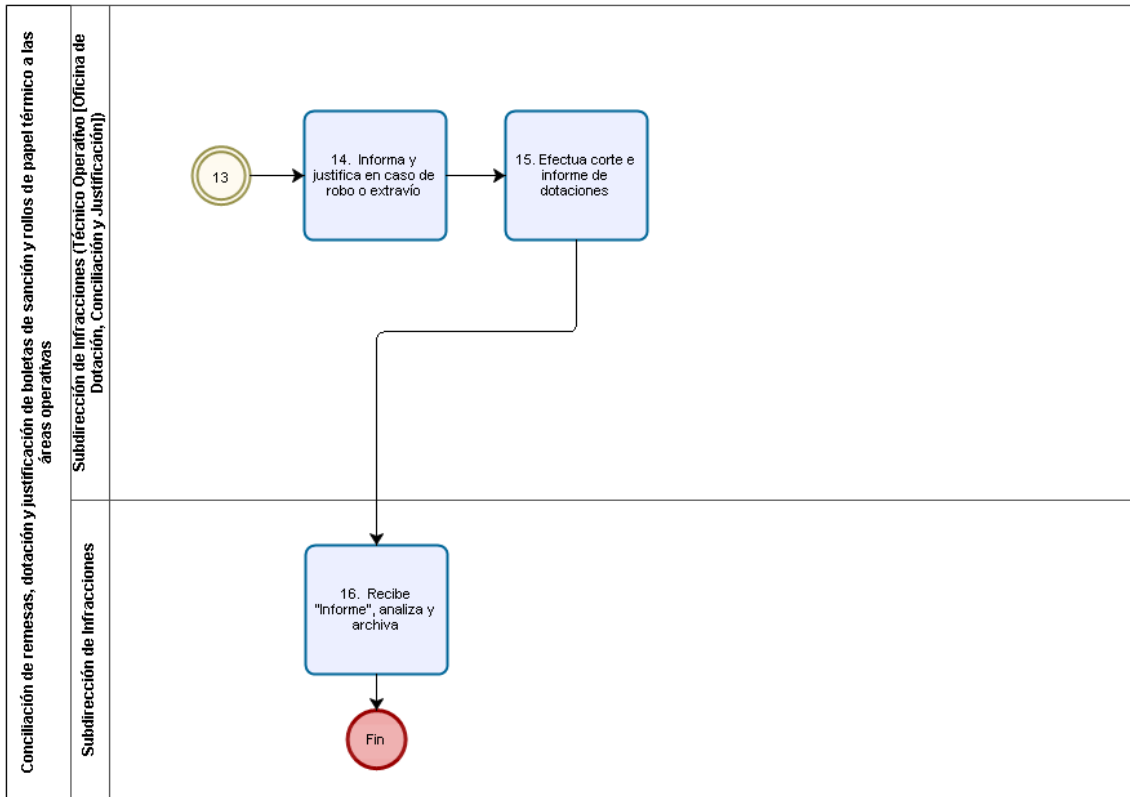 Conciliación de remesas, dotación y justificación de boletas de sanción y rollos de papel térmico a las
áreas operativas
Subdirección de Infracciones (Técnico Operativo [Oficina de
Dotación, Conciliación y Justificación])
13
14. Informa y
justifica en caso de
robo o extravío
15. Efectua corte e
informe de
dotaciones
Subdirección de Infracciones
16. Recibe
"Informe", analiza y
archiva
Fin